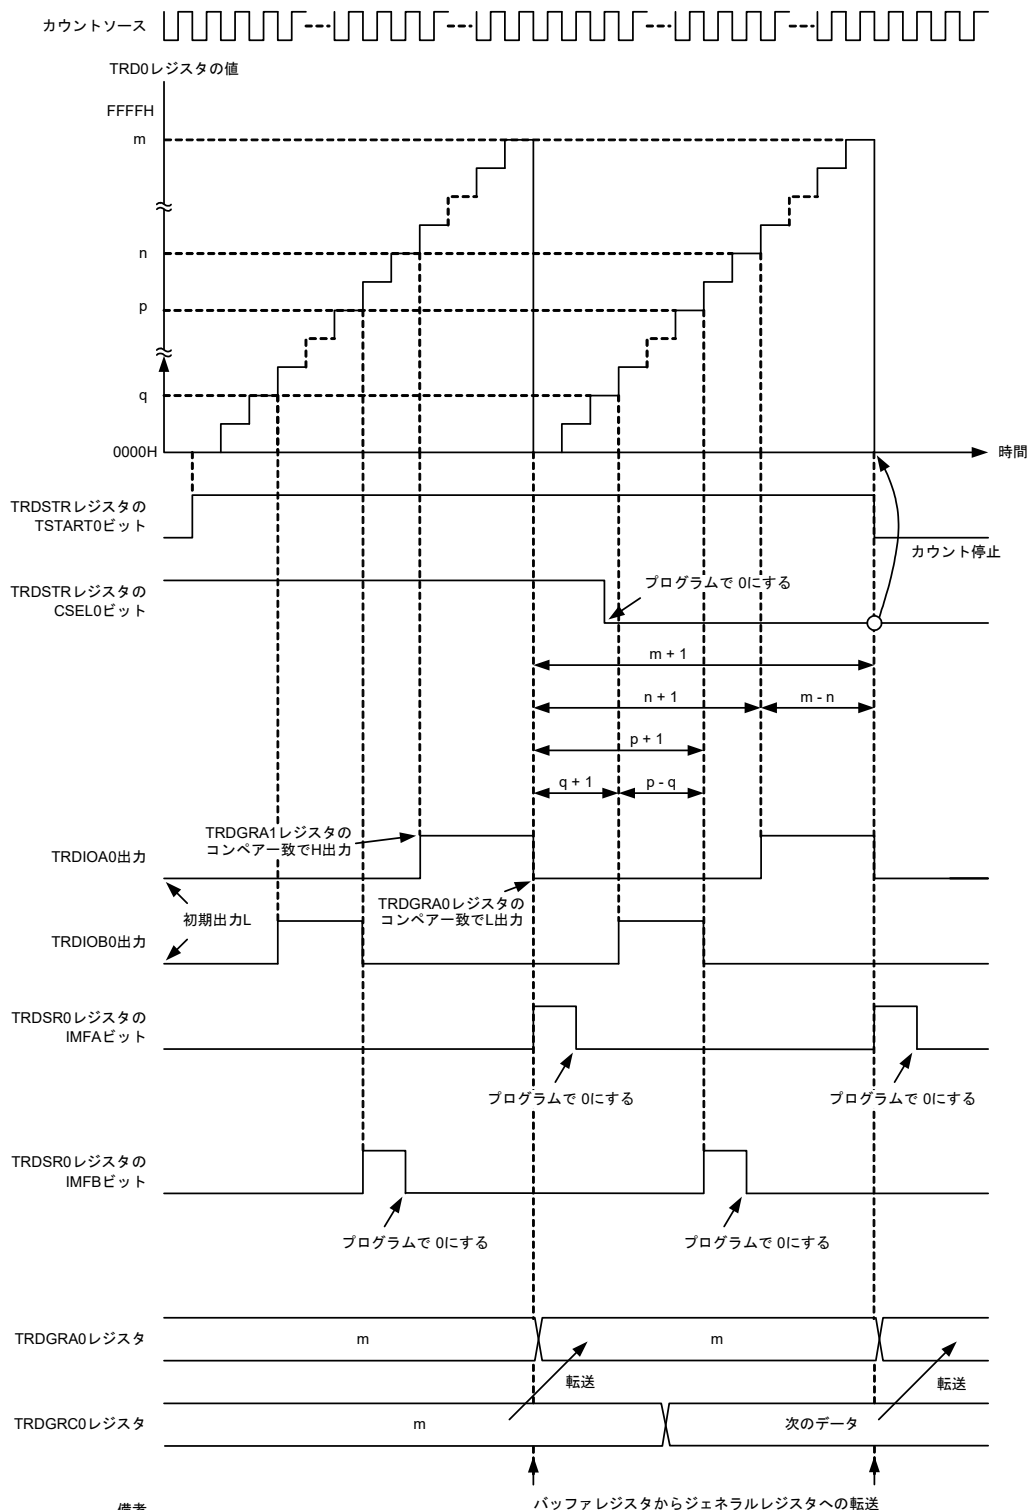 カウントソース
TRD0レジスタの値
FFFFH
m
n
p
q
0000H
時間
TRDSTRレジスタの
TSTART0ビット
カウント停止
TRDSTRレジスタの
CSEL0ビット
プログラムで 0にする
m + 1
n + 1
m - n
p + 1
q + 1
p - q
TRDGRA1レジスタの
コンペアー致でH出力
TRDIOA0出力
TRDGRA0レジスタの
コンペアー致でL出力
初期出力L
TRDIOB0出力
TRDSR0レジスタの
IMFAビット
プログラムで 0にする
プログラムで 0にする
TRDSR0レジスタの
IMFBビット
プログラムで 0にする
プログラムで 0にする
TRDGRA0レジスタ
m
m
転送
転送
TRDGRC0レジスタ
m
次のデータ
バッファレジスタからジェネラルレジスタへの転送
備考